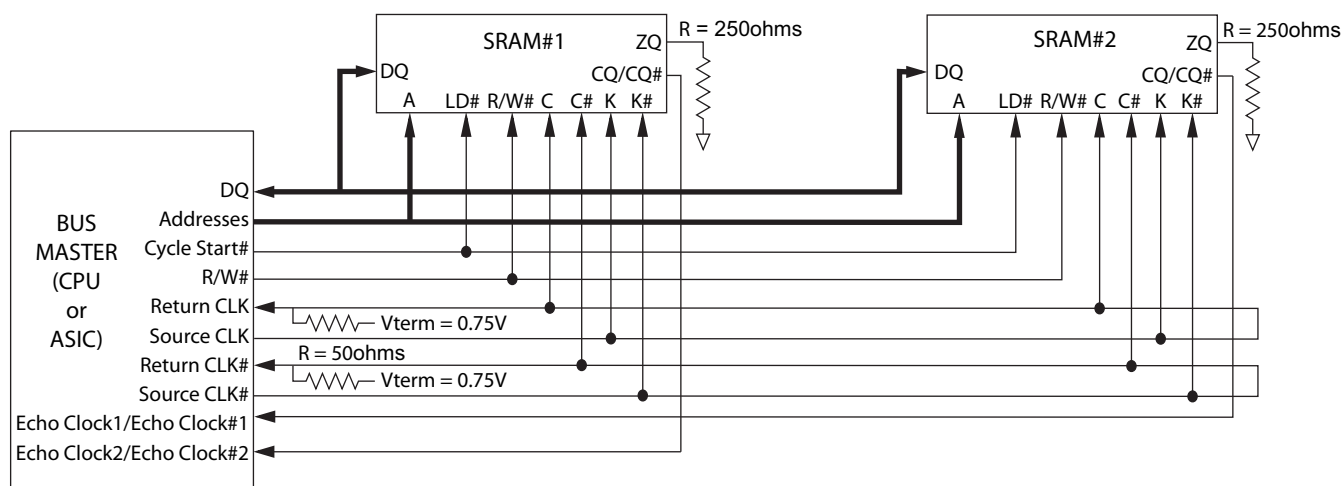 SRAM#1
ZQ
R = 250ohms
DQ
CQ/CQ#
A LD# R/W# C C# K K#
SRAM#2
ZQ
R = 250ohms
DQ
CQ/CQ#
A LD# R/W# C C# K K#
BUS
MASTER
(CPU
or
ASIC)
DQ
Addresses
Cycle Start#
R/W#
Return CLK
Vterm = 0.75V
Source CLK
R = 50ohms
Return CLK#
Vterm = 0.75V
Source CLK#
Echo Clock1/Echo Clock#1
Echo Clock2/Echo Clock#2